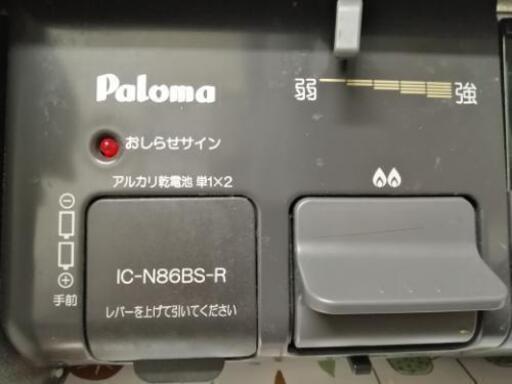 Paloma
弱 強
おしらせサイン
アルカリ乾電池 単1×2
IC-N86BS-R
レバーを上げて引いてください
⊖
⊕
手前